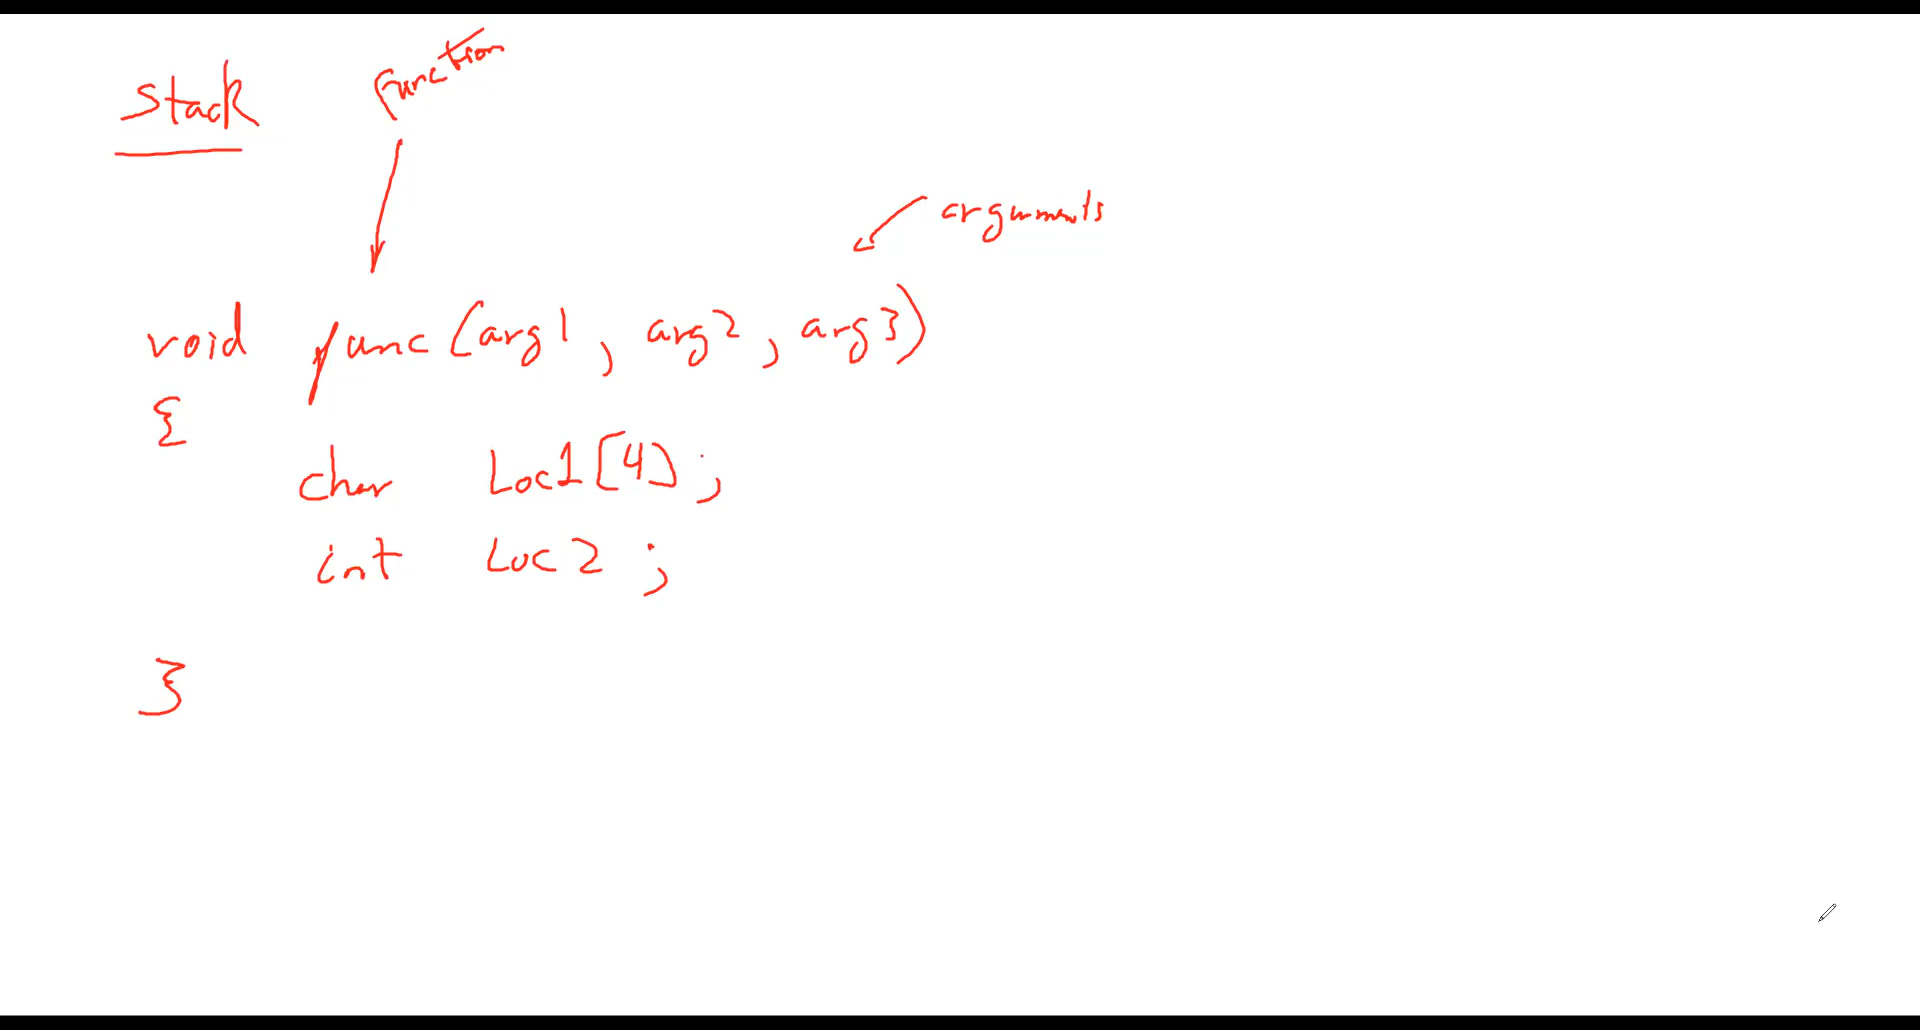 Stack
function
arguments
void func(arg1, arg2, arg3)
{
char Loc1[4];
int Loc2;
}